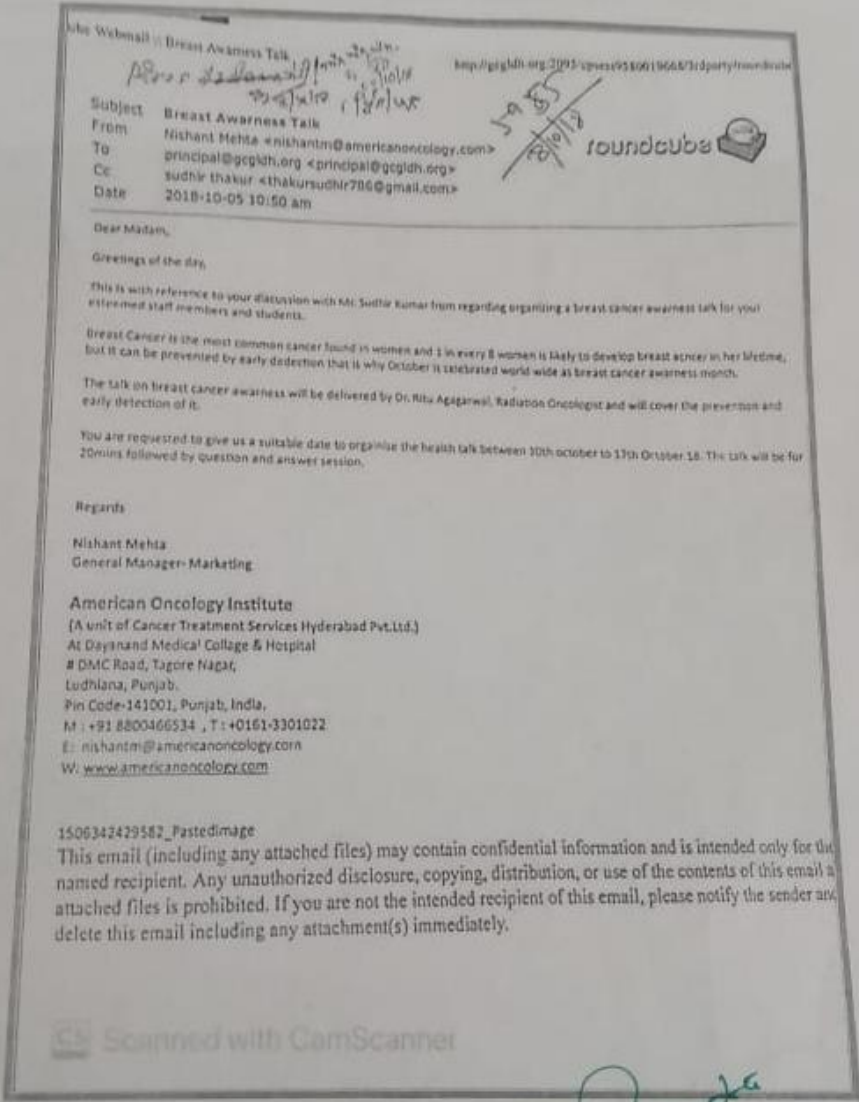 ube Webmail :: Breast Awarness Talk
roundcube
Subject Breast Awarness Talk
From Nishant Mehta <nishantm@americanoncology.com>
To principal@gcgldh.org <principal@gcgldh.org>
Cc sudhir thakur <thakursudhir786@gmail.com>
Date 2018-10-05 10:50 am
Dear Madam,
Greetings of the day,
This is with reference to your discussion with Mr. Sudhir Kumar from regarding organizing a breast cancer awarness talk for your
esteemed staff members and students.
Breast Cancer is the most common cancer found in women and 1 in every 8 women is likely to develop breast acncer in her lifetime,
but it can be prevented by early dedection that is why October is celebrated world wide as breast cancer awarness month.
The talk on breast cancer awarness will be delivered by Dr. Ritu Agagarwal, Radiation Oncologist and will cover the prevention and
early detection of it.
You are requested to give us a suitable date to orgainise the health talk between 10th october to 17th October 18. The talk will be for
20mins followed by question and answer session.
Regards
Nishant Mehta
General Manager- Marketing
American Oncology Institute
(A unit of Cancer Treatment Services Hyderabad Pvt.Ltd.)
At Dayanand Medical Collage & Hospital
# DMC Road, Tagore Nagar,
Ludhiana, Punjab.
Pin Code-141001, Punjab, India.
M : +91 8800466534 , T : +0161-3301022
E: nishantm@americanoncology.com
W: www.americanoncology.com
1506342429582_PastedImage
This email (including any attached files) may contain confidential information and is intended only for the
named recipient. Any unauthorized disclosure, copying, distribution, or use of the contents of this email a
attached files is prohibited. If you are not the intended recipient of this email, please notify the sender and
delete this email including any attachment(s) immediately.
CS Scanned with CamScanner